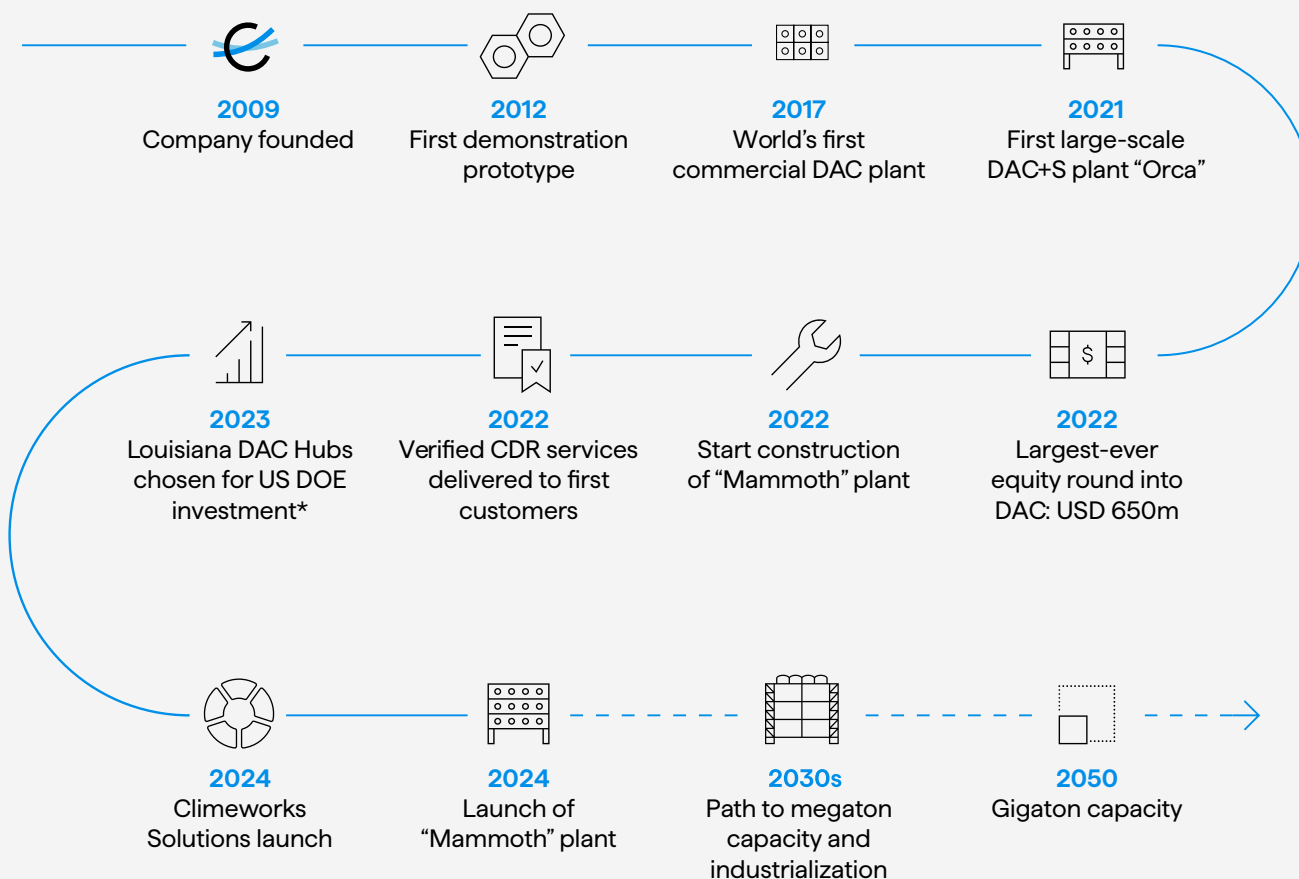 2009
Company founded
2012
First demonstration
prototype
2017
World’s first
commercial DAC plant
2021
First large-scale
DAC+S plant “Orca”
2022
Largest-ever
equity round into
DAC: USD 650m
$
2022
Start construction
of “Mammoth” plant
2022
Verified CDR services
delivered to first
customers
2023
Louisiana DAC Hubs
chosen for US DOE
investment*
2024
Climeworks
Solutions launch
2024
Launch of
“Mammoth” plant
2030s
Path to megaton
capacity and
industrialization
2050
Gigaton capacity